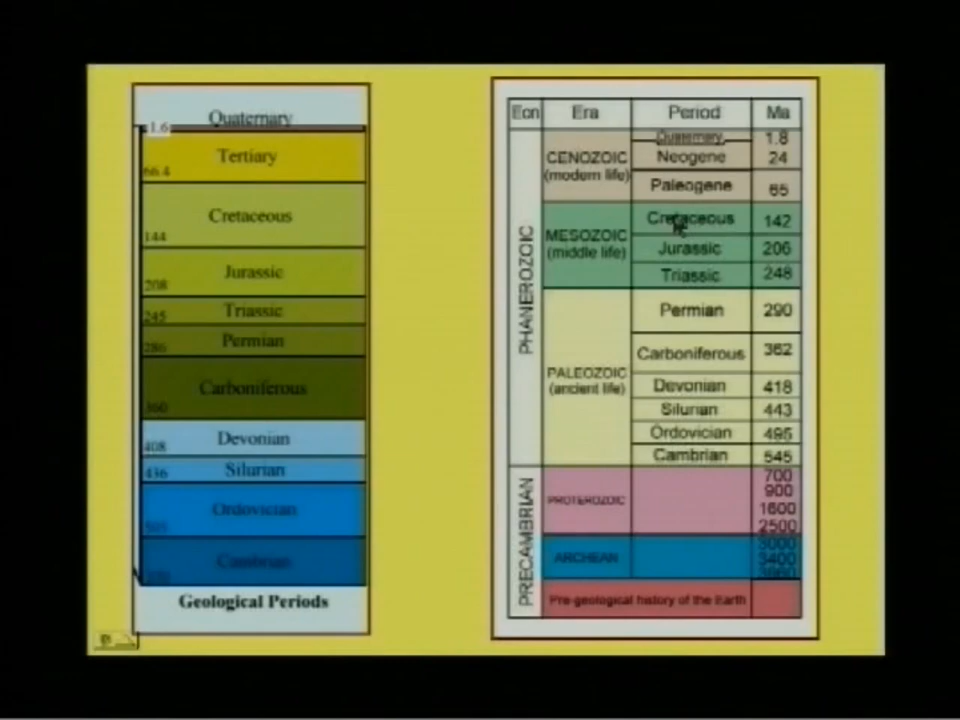 Quaternary
1.6
Tertiary
66.4
Cretaceous
144
Jurassic
208
Triassic
245
Permian
286
Carboniferous
360
Devonian
408
Silurian
436
Ordovician
Cambrian
Geological Periods
Eon Era Period Ma
PHANEROZOIC
CENOZOIC
(modern life)
Quaternary 1.8
Neogene 24
Paleogene 65
MESOZOIC
(middle life)
Cretaceous 142
Jurassic 206
Triassic 248
PALEOZOIC
(ancient life)
Permian 290
Carboniferous 362
Devonian 418
Silurian 443
Ordovician 495
Cambrian 545
PRECAMBRIAN
PROTEROZOIC
700
900
1600
2500
ARCHEAN
3000
3400
Pre-geological history of the Earth